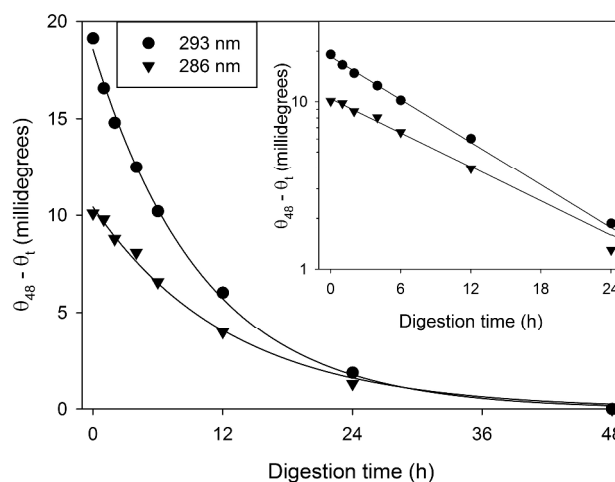 20
15
10
5
0
θ48 - θt (millidegrees)
293 nm
286 nm
0
12
24
36
48
Digestion time (h)
10
1
θ48 - θt (millidegrees)
0
6
12
18
24
Digestion time (h)